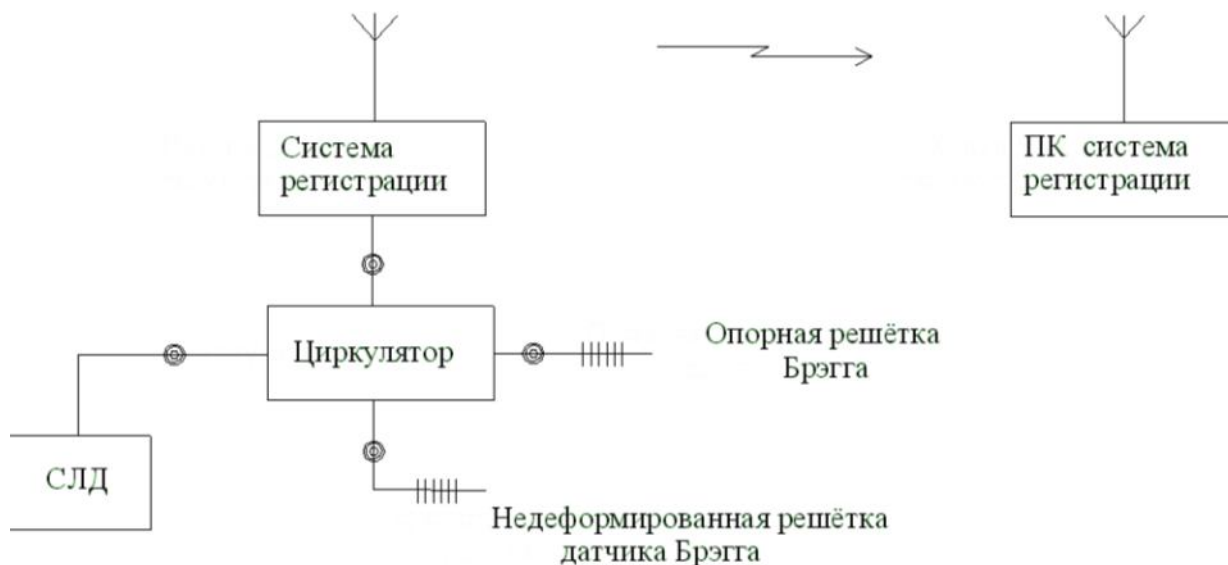 Система
регистрации
ПК система
регистрации
Циркулятор
Опорная решётка
Брэгга
СЛД
Недеформированная решётка
датчика Брэгга